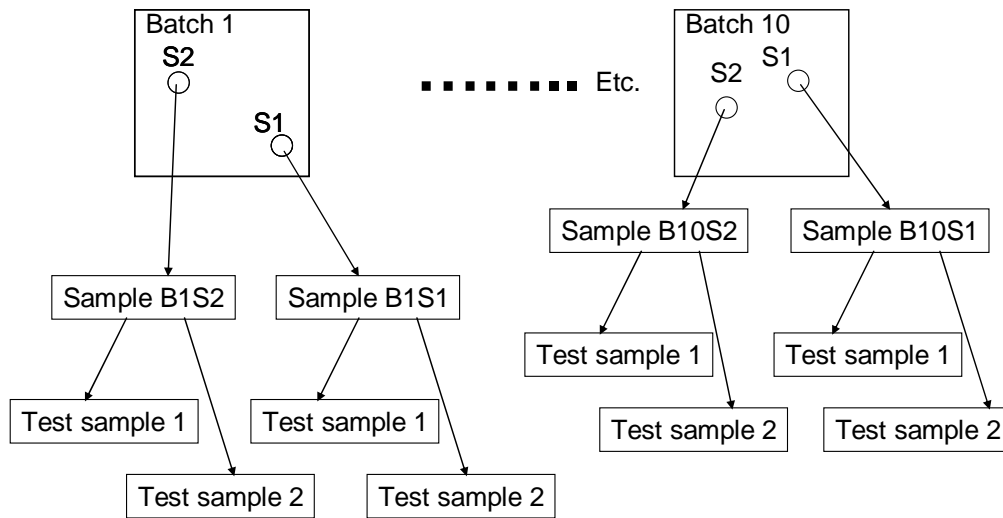 Batch 1
S2
S1
Etc.
Batch 10
S1
S2
Sample B10S2
Sample B10S1
Sample B1S2
Sample B1S1
Test sample 1
Test sample 1
Test sample 1
Test sample 1
Test sample 2
Test sample 2
Test sample 2
Test sample 2